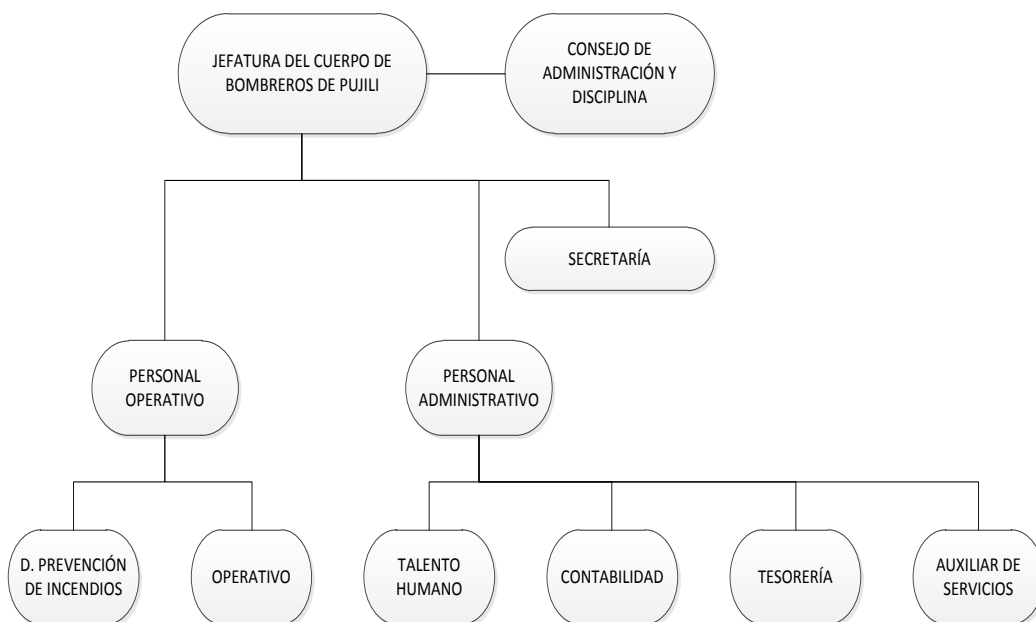 JEFATURA DEL CUERPO DE
BOMBREROS DE PUJILI
CONSEJO DE
ADMINISTRACIÓN Y
DISCIPLINA
SECRETARÍA
PERSONAL
OPERATIVO
PERSONAL
ADMINISTRATIVO
D. PREVENCIÓN
DE INCENDIOS
OPERATIVO
TALENTO
HUMANO
CONTABILIDAD
TESORERÍA
AUXILIAR DE
SERVICIOS